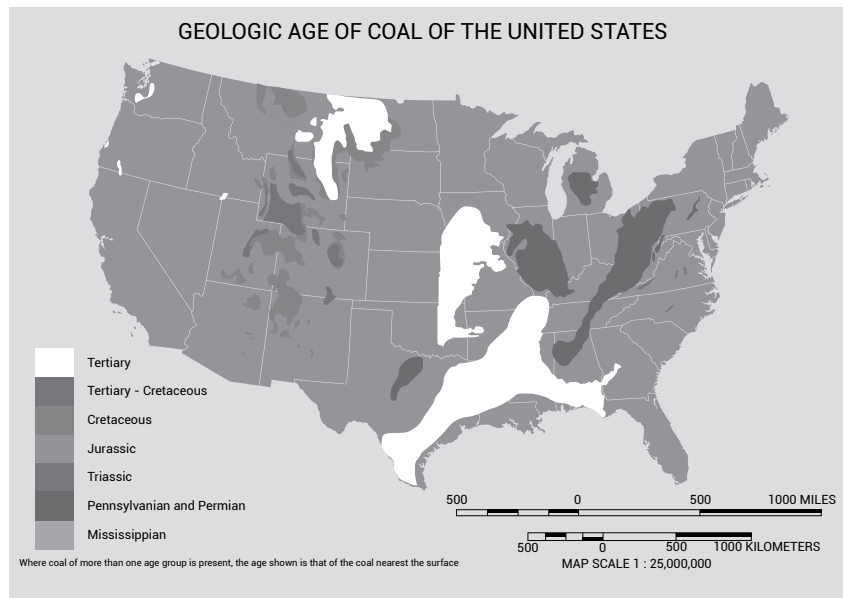 GEOLOGIC AGE OF COAL OF THE UNITED STATES
Tertiary
Tertiary - Cretaceous
Cretaceous
Jurassic
Triassic
Pennsylvanian and Permian
Mississippian
500 0 500 1000 MILES
500 0 500 1000 KILOMETERS
MAP SCALE 1 : 25,000,000
Where coal of more than one age group is present, the age shown is that of the coal nearest the surface